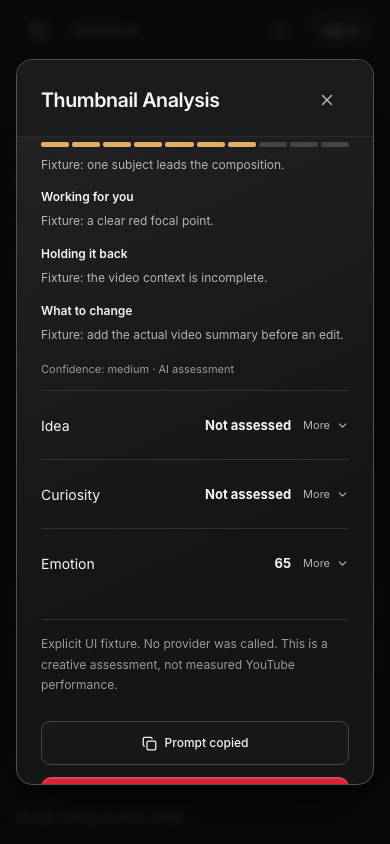 Thumbnail Analysis
Fixture: one subject leads the composition.
Working for you
Fixture: a clear red focal point.
Holding it back
Fixture: the video context is incomplete.
What to change
Fixture: add the actual video summary before an edit.
Confidence: medium · AI assessment
Idea Not assessed More
Curiosity Not assessed More
Emotion 65 More
Explicit UI fixture. No provider was called. This is a
creative assessment, not measured YouTube
performance.
Prompt copied